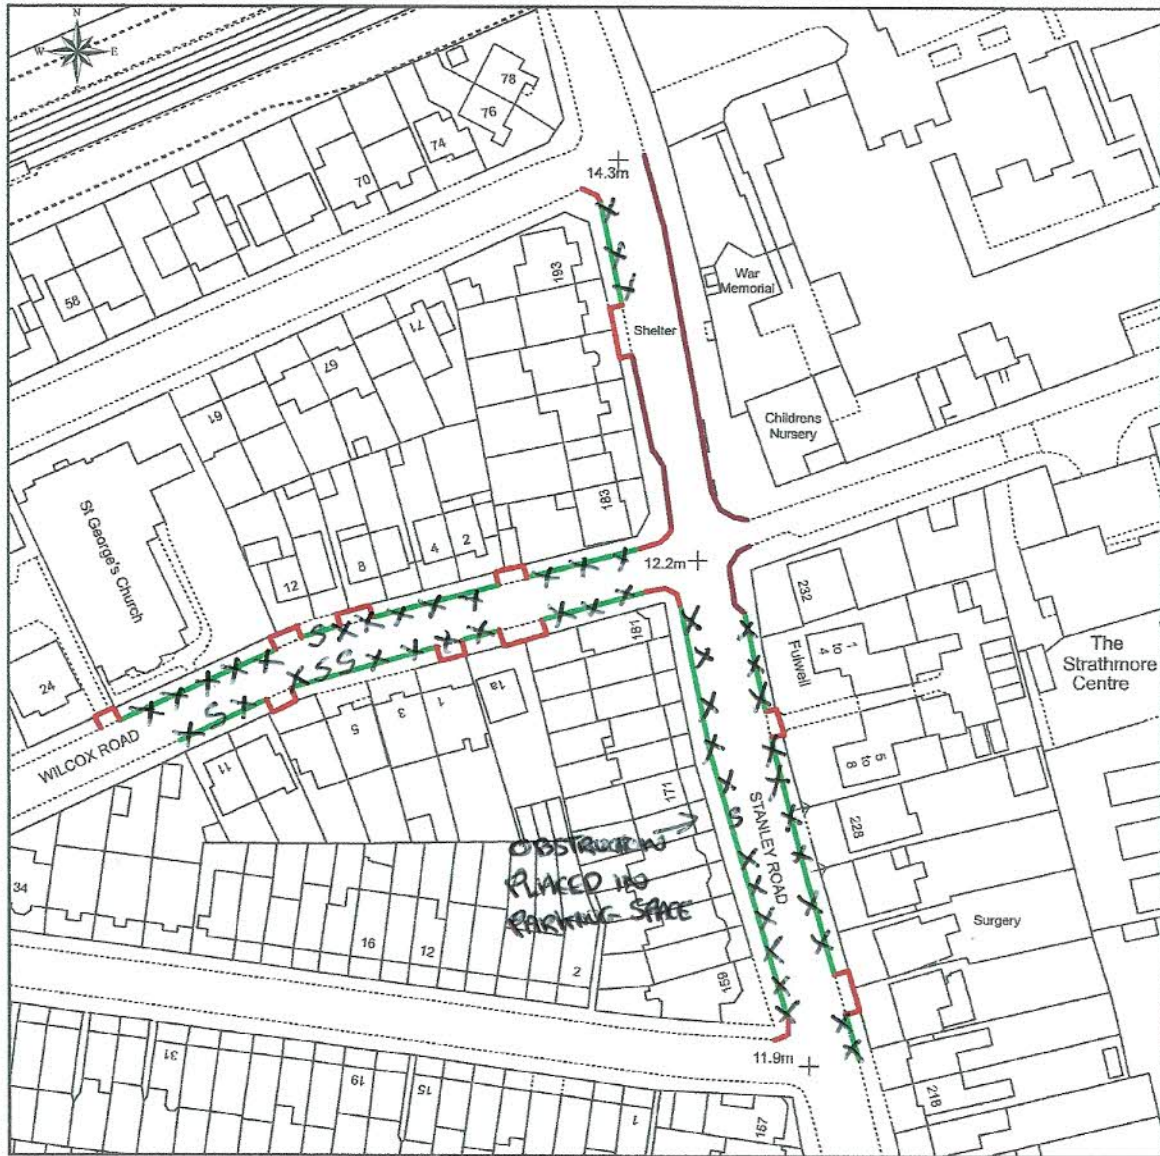 N
W
E
S
78
76
74
70
58
14.3m
193
71
67
61
War
Memorial
Shelter
Childrens
Nursery
St George's Church
183
12
8
4
2
12.2m
232
1
to
4
Fulwell
The
Strathmore
Centre
24
181
X X X
X X X X X X X S X X X X X X X X
X S X X S S X X X X X X X
WILCOX ROAD
11
5
3
1
1a
5
to
8
171
STANLEY ROAD
S
228
OBSTRUCTION
PLACED IN
PARKING SPACE
34
16
12
2
159
Surgery
11.9m
31
19
15
1
157
218